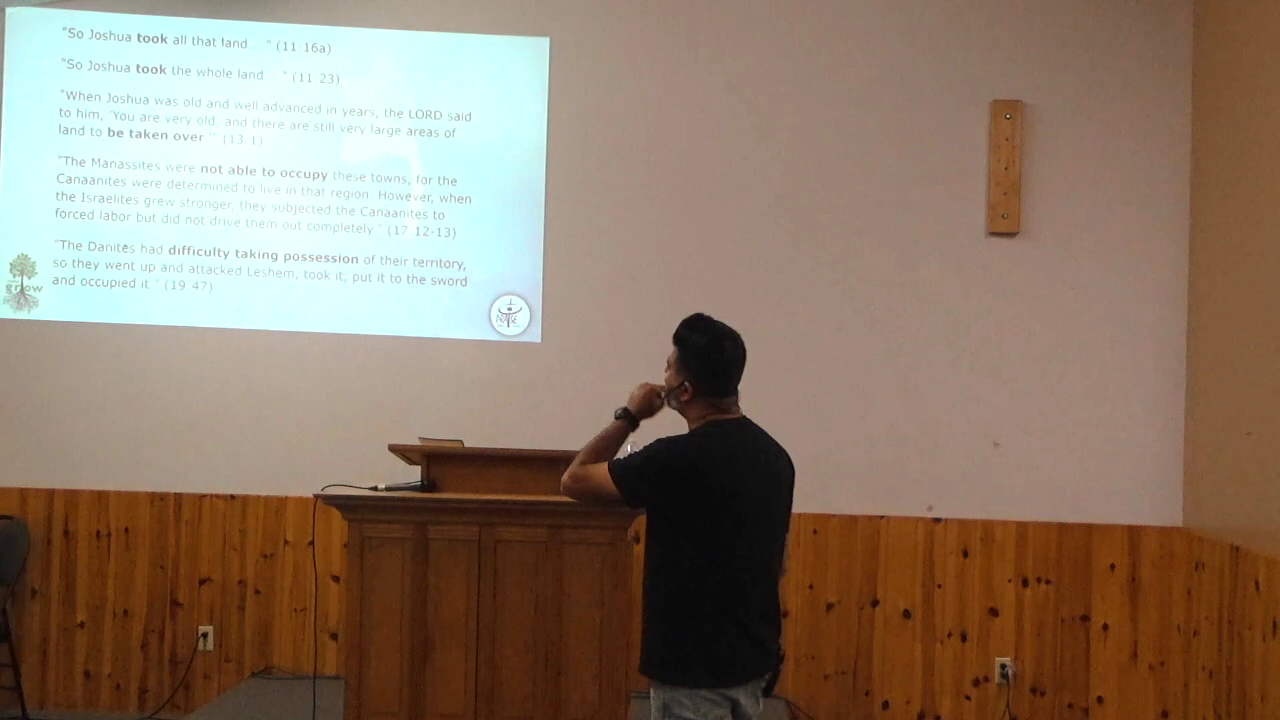 "So Joshua took all that land... " (11:16a)
"So Joshua took the whole land... " (11:23)
"When Joshua was old and well advanced in years, the LORD said
to him, 'You are very old, and there are still very large areas of
land to be taken over.'" (13:1)
"The Manassites were not able to occupy these towns, for the
Canaanites were determined to live in that region. However, when
the Israelites grew stronger, they subjected the Canaanites to
forced labor but did not drive them out completely." (17:12-13)
"The Danites had difficulty taking possession of their territory,
so they went up and attacked Leshem, took it, put it to the sword
and occupied it." (19:47)
grow